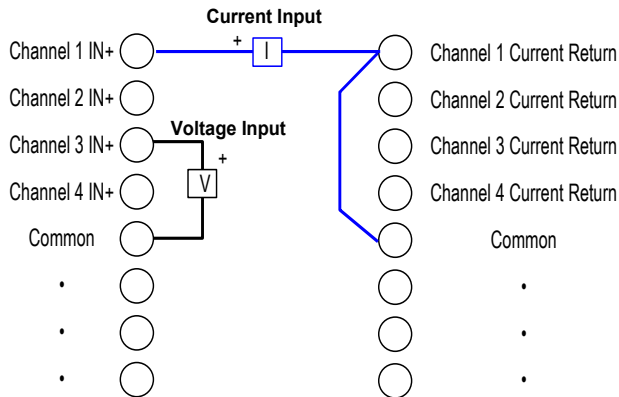 Current Input
Channel 1 IN+ + I Channel 1 Current Return
Channel 2 IN+ Channel 2 Current Return
Voltage Input
Channel 3 IN+ + Channel 3 Current Return
Channel 4 IN+ V Channel 4 Current Return
Common Common
• •
• •
• •